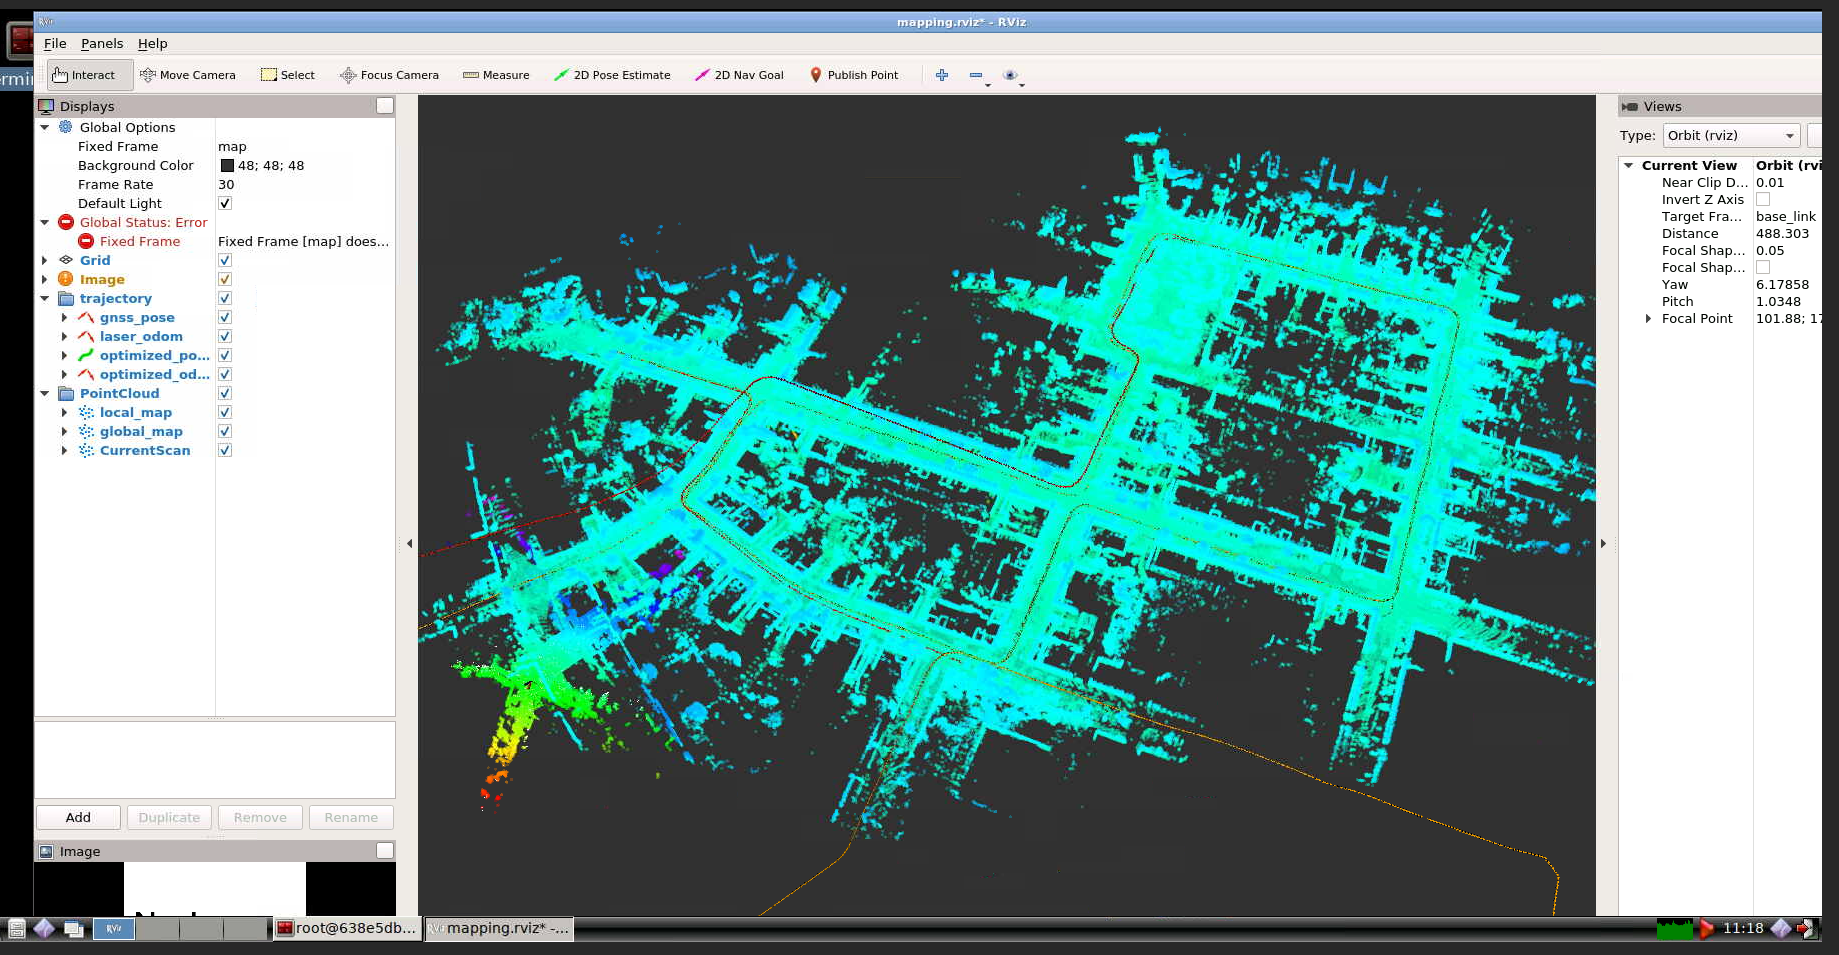 mapping.rviz* - RViz
File Panels Help
Interact Move Camera Select Focus Camera Measure 2D Pose Estimate 2D Nav Goal Publish Point
Displays
Global Options
Fixed Frame map
Background Color 48; 48; 48
Frame Rate 30
Default Light
Global Status: Error
Fixed Frame Fixed Frame [map] does...
Grid
Image
trajectory
gnss_pose
laser_odom
optimized_po...
optimized_od...
PointCloud
local_map
global_map
CurrentScan
Add Duplicate Remove Rename
Image
Views
Type: Orbit (rviz)
Current View Orbit (rvi
Near Clip D... 0.01
Invert Z Axis
Target Fra... base_link
Distance 488.303
Focal Shap... 0.05
Focal Shap...
Yaw 6.17858
Pitch 1.0348
Focal Point 101.88; 17
RViz root@638e5db... mapping.rviz* -... 11:18